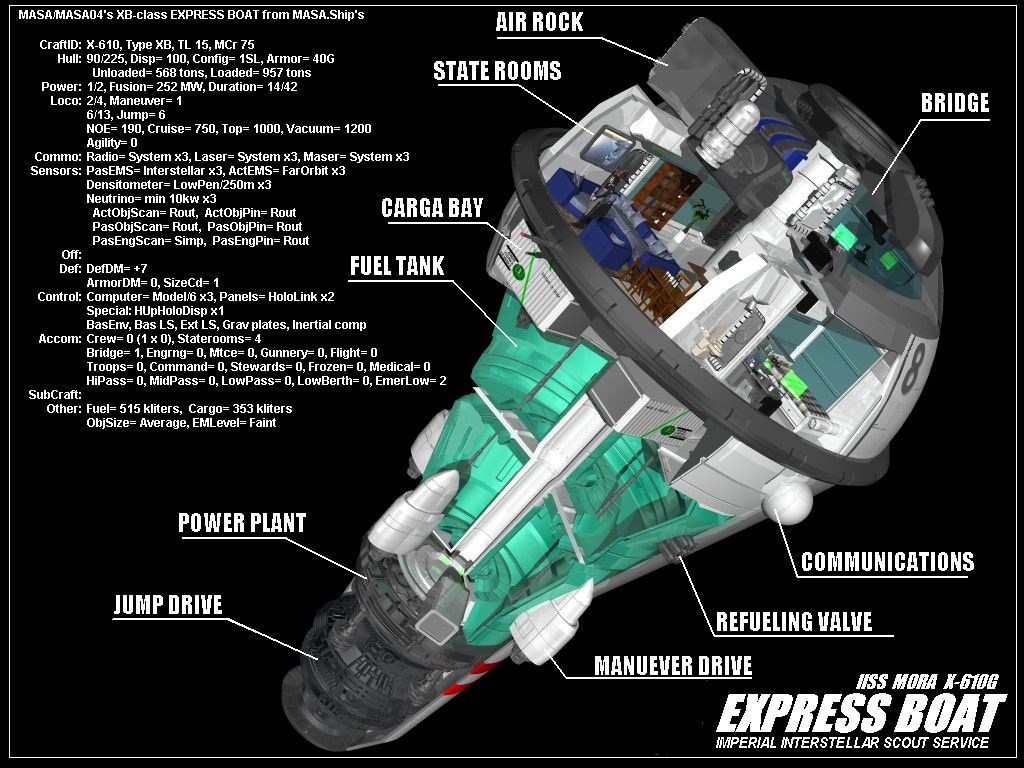 MASA/MASA04's XB-class EXPRESS BOAT from MASA.Ship's
CraftID: X-610, Type XB, TL 15, MCr 75
Hull: 90/225, Disp= 100, Config= 1SL, Armor= 40G
Unloaded= 568 tons, Loaded= 957 tons
Power: 1/2, Fusion= 252 MW, Duration= 14/42
Loco: 2/4, Maneuver= 1
6/13, Jump= 6
NOE= 190, Cruise= 750, Top= 1000, Vacuum= 1200
Agility= 0
Commo: Radio= System x3, Laser= System x3, Maser= System x3
Sensors: PasEMS= Interstellar x3, ActEMS= FarOrbit x3
Densitometer= LowPen/250m x3
Neutrino= min 10kw x3
ActObjScan= Rout, ActObjPin= Rout
PasObjScan= Rout, PasObjPin= Rout
PasEngScan= Simp, PasEngPin= Rout
Off:
Def: DefDM= +7
ArmorDM= 0, SizeCd= 1
Control: Computer= Model/6 x3, Panels= HoloLink x2
Special: HUpHoloDisp x1
BasEnv, Bas LS, Ext LS, Grav plates, Inertial comp
Accom: Crew= 0 (1 x 0), Staterooms= 4
Bridge= 1, Engrng= 0, Mtce= 0, Gunnery= 0, Flight= 0
Troops= 0, Command= 0, Stewards= 0, Frozen= 0, Medical= 0
HiPass= 0, MidPass= 0, LowPass= 0, LowBerth= 0, EmerLow= 2
SubCraft:
Other: Fuel= 515 kliters, Cargo= 353 kliters
ObjSize= Average, EMLevel= Faint
AIR ROCK
STATE ROOMS
BRIDGE
CARGA BAY
FUEL TANK
8
POWER PLANT
COMMUNICATIONS
JUMP DRIVE
REFUELING VALVE
MANUEVER DRIVE
IISS MORA X-610G
EXPRESS BOAT
IMPERIAL INTERSTELLAR SCOUT SERVICE